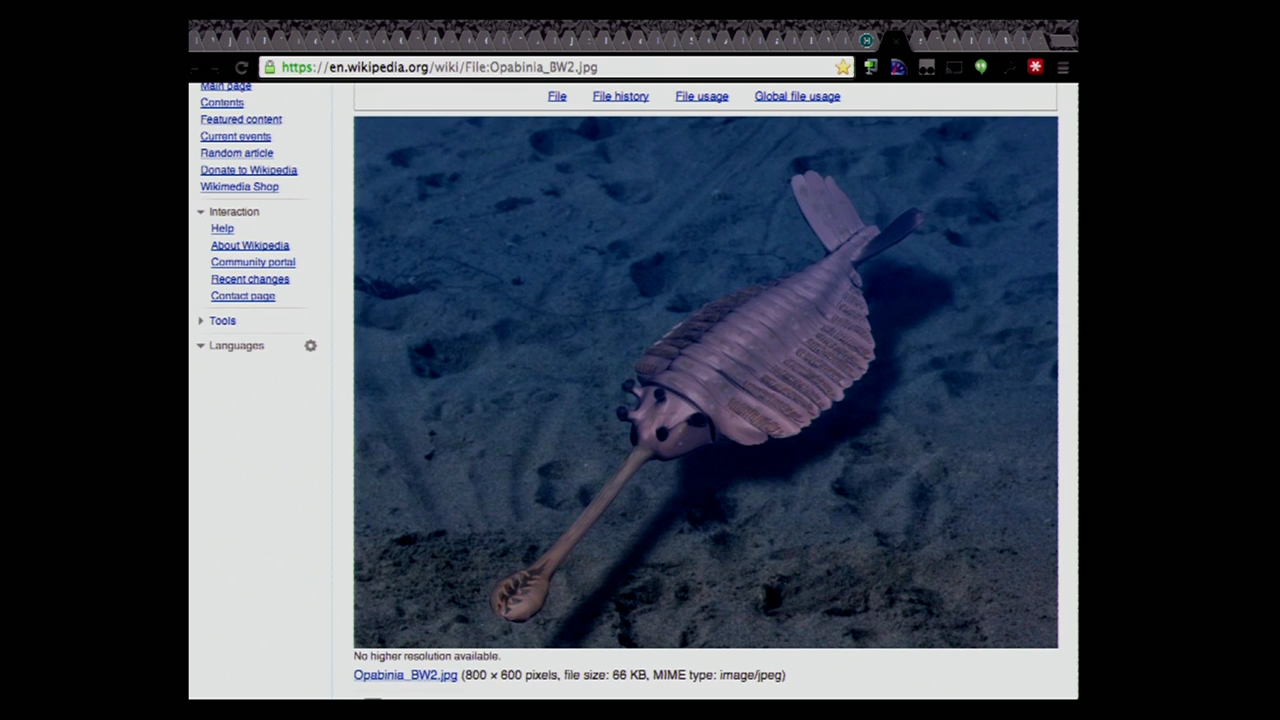 https://en.wikipedia.org/wiki/File:Opabinia_BW2.jpg
Main page
Contents
Featured content
Current events
Random article
Donate to Wikipedia
Wikimedia Shop
Interaction
Help
About Wikipedia
Community portal
Recent changes
Contact page
Tools
Languages
File File history File usage Global file usage
No higher resolution available.
Opabinia_BW2.jpg (800 × 600 pixels, file size: 66 KB, MIME type: image/jpeg)